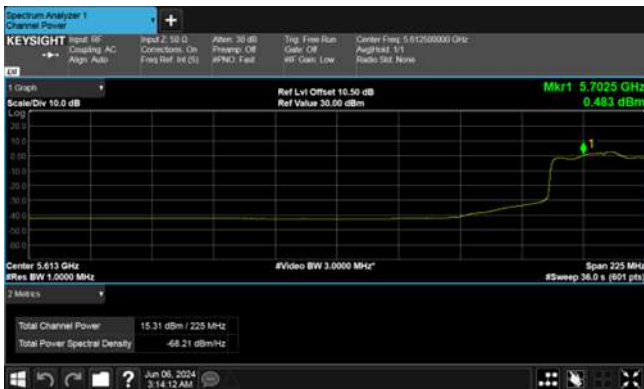 Spectrum Analyzer 1
Channel Power
+
KEYSIGHT Input: RF Input Z: 50 Ω Atten: 30 dB Trig: Free Run Center Freq: 5.612500000 GHz
Coupling: AC Corrections: On Preamp: Off Gate: Off Avg|Hold: 1/1
Align: Auto Freq Ref: Int (S) #PNO: Fast #IF Gain: Low Radio Std: None
1 Graph
Ref Lvl Offset 10.50 dB
Mkr1 5.7025 GHz
Scale/Div 10.0 dB
Ref Value 30.00 dBm
0.483 dBm
Log
20.0
10.0
0.00
-10.0
-20.0
-30.0
-40.0
-50.0
-60.0
1
Center 5.613 GHz
#Video BW 3.0000 MHz*
Span 225 MHz
#Res BW 1.0000 MHz
#Sweep 36.0 s (601 pts)
2 Metrics
Total Channel Power 15.31 dBm / 225 MHz
Total Power Spectral Density -68.21 dBm/Hz
?
Jun 06, 2024
3:14:12 AM